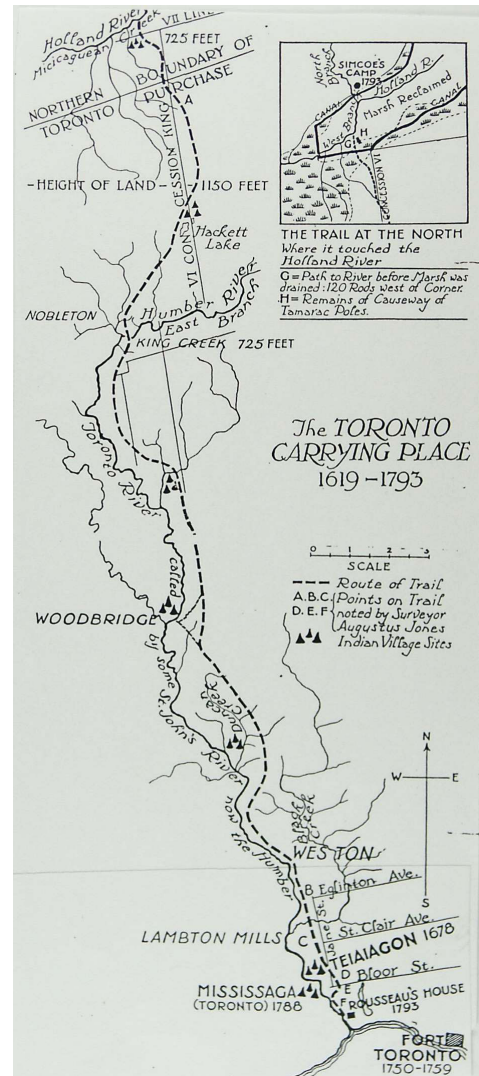 Holland River
Micicaguean Creek
VII LINE
725 FEET
NORTHERN BOUNDARY OF
TORONTO PURCHASE
A
VI CONCESSION KING
-HEIGHT OF LAND- -1150 FEET
Hackett
Lake
NOBLETON
Humber River
East Branch
KING CREEK 725 FEET
North
Branch
SIMCOE'S
CAMP 1793
Holland R.
CANAL
West Branch
Marsh Reclaimed
CANAL
G
H
CONCESSION VI
THE TRAIL AT THE NORTH
Where it touched the
Holland River
G = Path to River before Marsh was
drained: 120 Rods west of Corner.
H = Remains of Causeway of
Tamarac Poles.
The TORONTO
CARRYING PLACE
1619-1793
0 1 2 3
SCALE
Route of Trail
A.B.C. Points on Trail
D.E.F. noted by Surveyor
Augustus Jones
Indian Village Sites
Toronto River
called
WOODBRIDGE
by some St. John's River
now the Humber
Duncan
Creek
Black
Creek
N
W E
S
WESTON
B Eglinton Ave.
Jane St.
St. Clair Ave.
LAMBTON MILLS
C
TEIAIAGON 1678
D Bloor St.
MISSISSAGA
(TORONTO) 1788
E
F ROUSSEAU'S HOUSE
1793
FORT
TORONTO
1750-1759